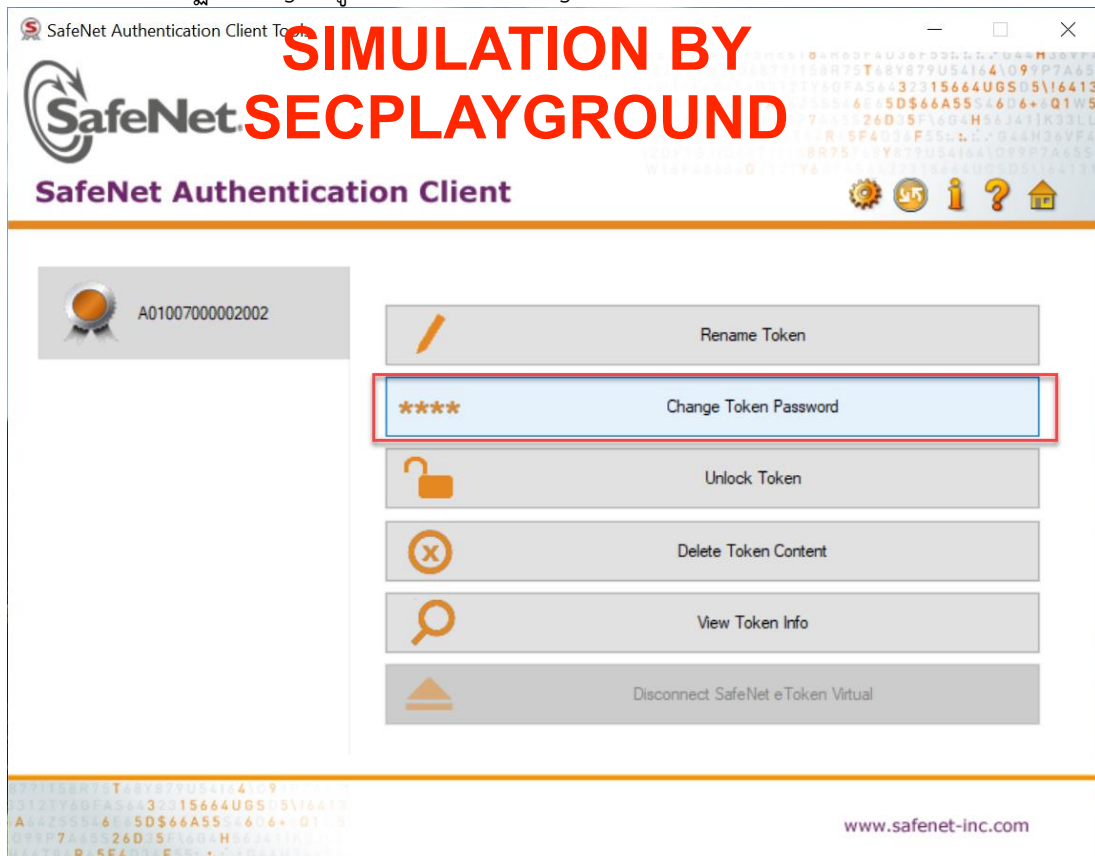 SafeNet Authentication Client Tools
SIMULATION BY
SECPLAYGROUND
SafeNet.
SafeNet Authentication Client
A01007000002002
Rename Token
**** Change Token Password
Unlock Token
Delete Token Content
View Token Info
Disconnect SafeNet eToken Virtual
www.safenet-inc.com